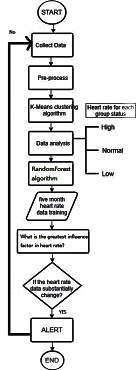 START
No
Collect Data
Pre-process
K-Means clustering
algorithm
Heart rate for each
group status
High
Data analysis
Normal
Low
RandomForest
algorithm
five month
heart rate
data training
What is the greatest influence
factor in heart rate?
If the heart rate
data substantially
change?
YES
ALERT
END